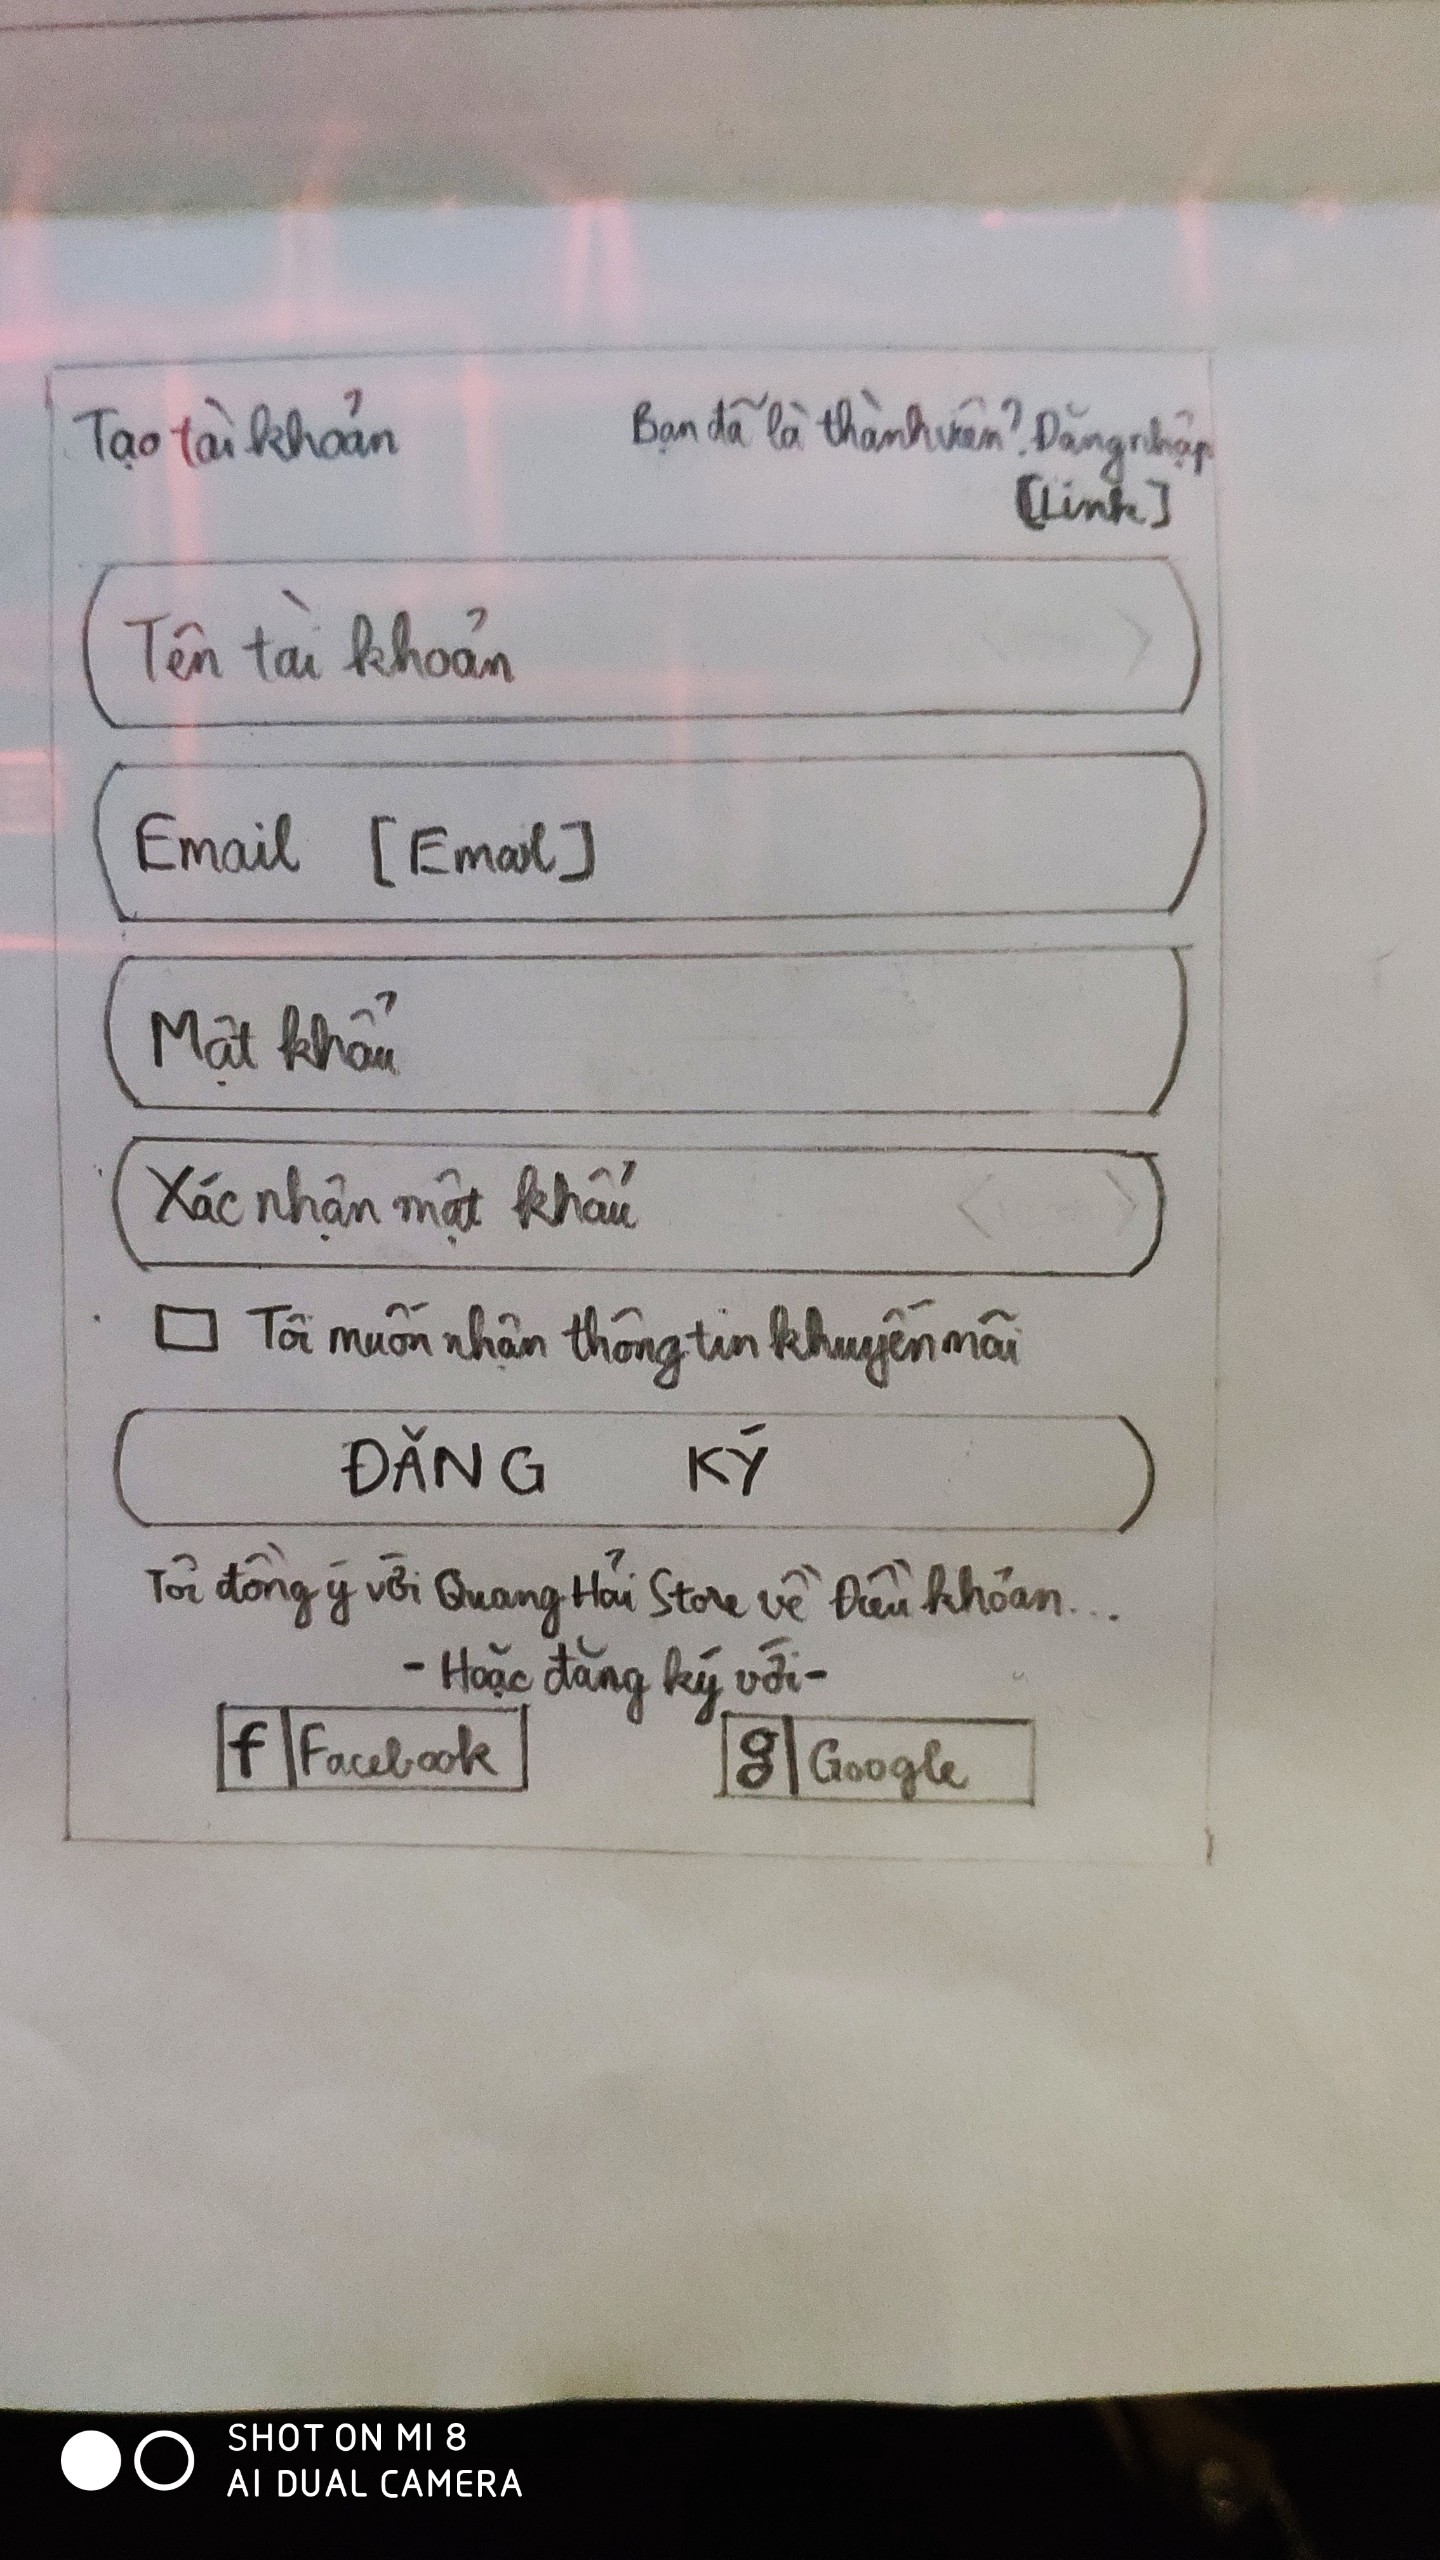 Tạo tài khoản
Bạn đã là thành viên? Đăng nhập
[Link]
Tên tài khoản
Email [Email]
Mật khẩu
Xác nhận mật khẩu
Tôi muốn nhận thông tin khuyến mãi
ĐĂNG KÝ
Tôi đồng ý với Quang Hải Store về Điều khỏan...
- Hoặc đăng ký với -
f Facebook
g Google
SHOT ON MI 8
AI DUAL CAMERA